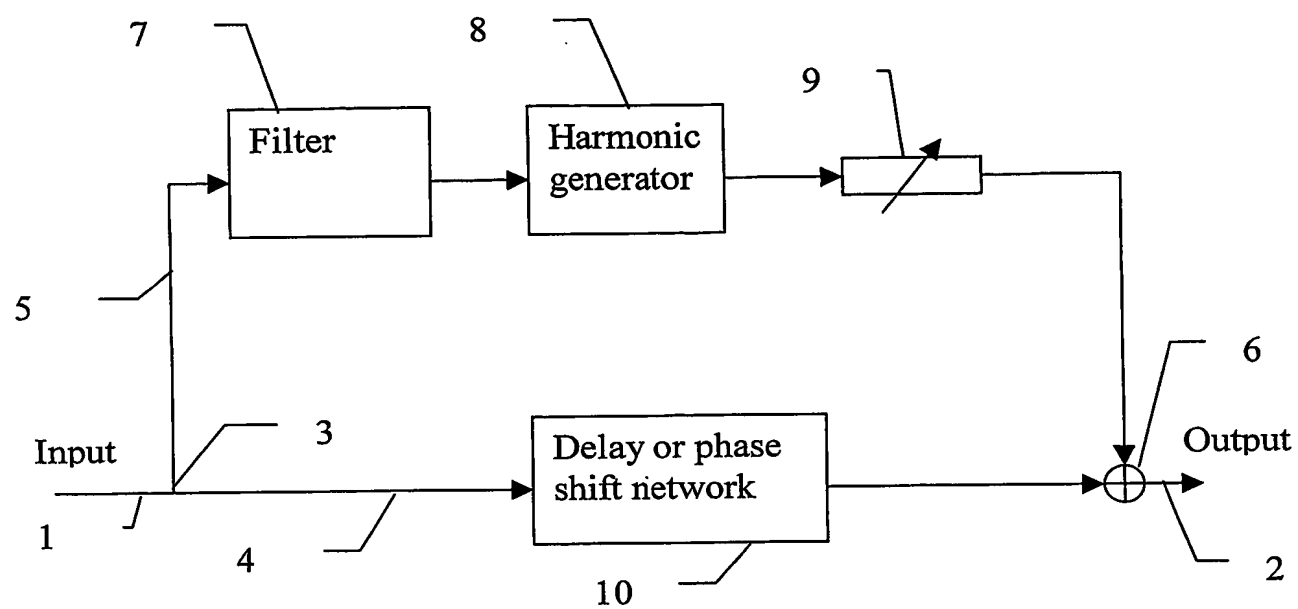 7
8
9
Filter
Harmonic
generator
5
6
3
Input
Delay or phase
shift network
Output
1
4
10
2